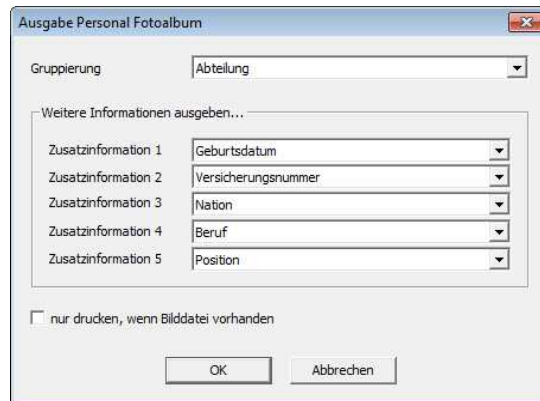 Ausgabe Personal Fotoalbum
Gruppierung Abteilung
Weitere Informationen ausgeben...
Zusatzinformation 1 Geburtsdatum
Zusatzinformation 2 Versicherungsnummer
Zusatzinformation 3 Nation
Zusatzinformation 4 Beruf
Zusatzinformation 5 Position
nur drucken, wenn Bilddatei vorhanden
OK Abbrechen